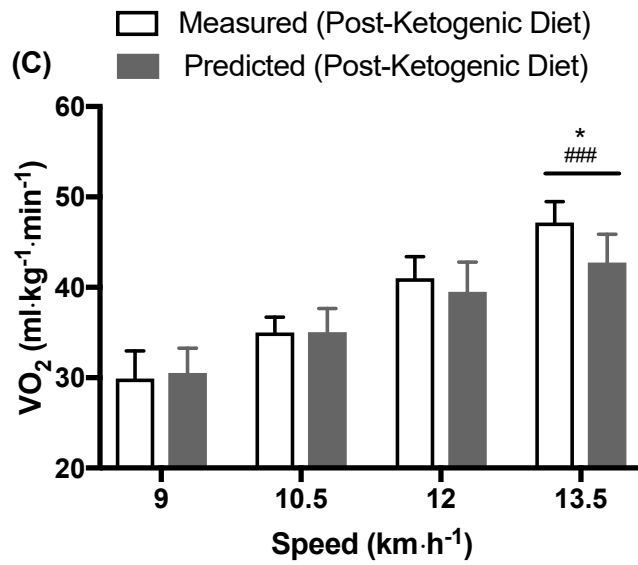 Measured (Post-Ketogenic Diet)
(C) Predicted (Post-Ketogenic Diet)
60
50
40
30
20
VO₂ (ml·kg⁻¹·min⁻¹)
*
###
9 10.5 12 13.5
Speed (km·h⁻¹)